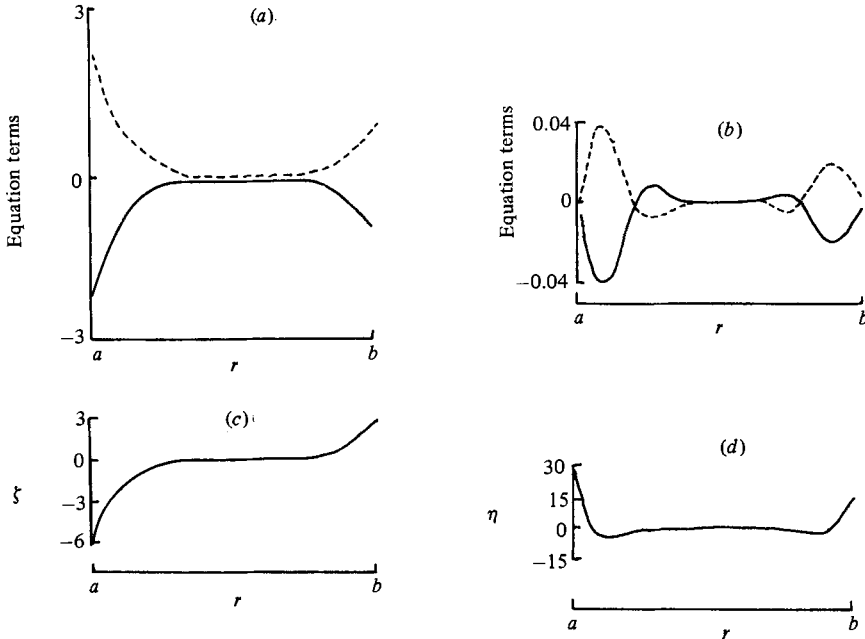 (a).
3
Equation terms
0
−3
a
b
r
(b)
0.04
Equation terms
0
−0.04
a
r
b
(c)
3
0
ζ
−3
−6
a
b
r
(d)
30
15
η
0
−15
a
b
r